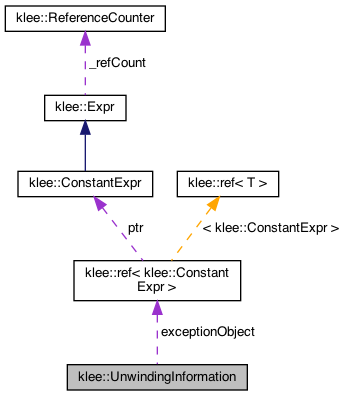 klee::ReferenceCounter
_refCount
klee::Expr
klee::ConstantExpr
klee::ref< T >
ptr
< klee::ConstantExpr >
klee::ref< klee::Constant
Expr >
exceptionObject
klee::UnwindingInformation